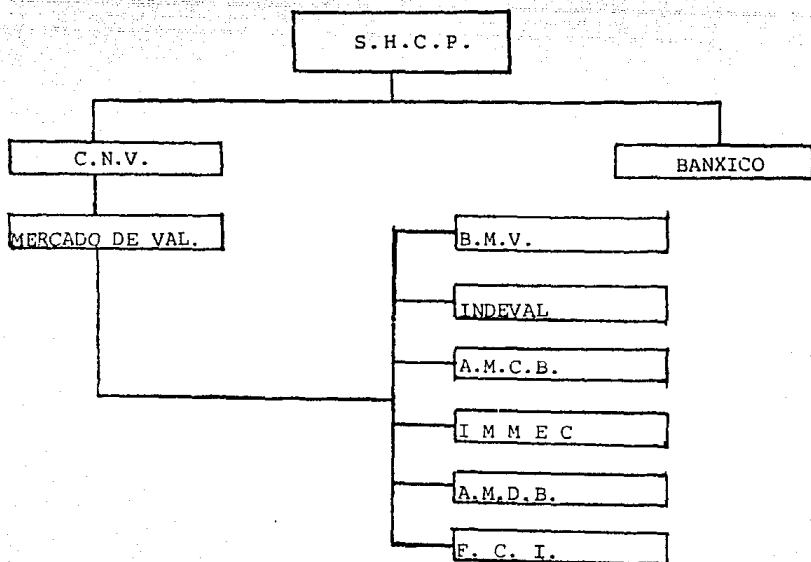 S.H.C.P.
C.N.V.
BANXICO
MERCADO DE VAL.
B.M.V.
INDEVAL
A.M.C.B.
I M M E C
A.M.D.B.
F. C. I.